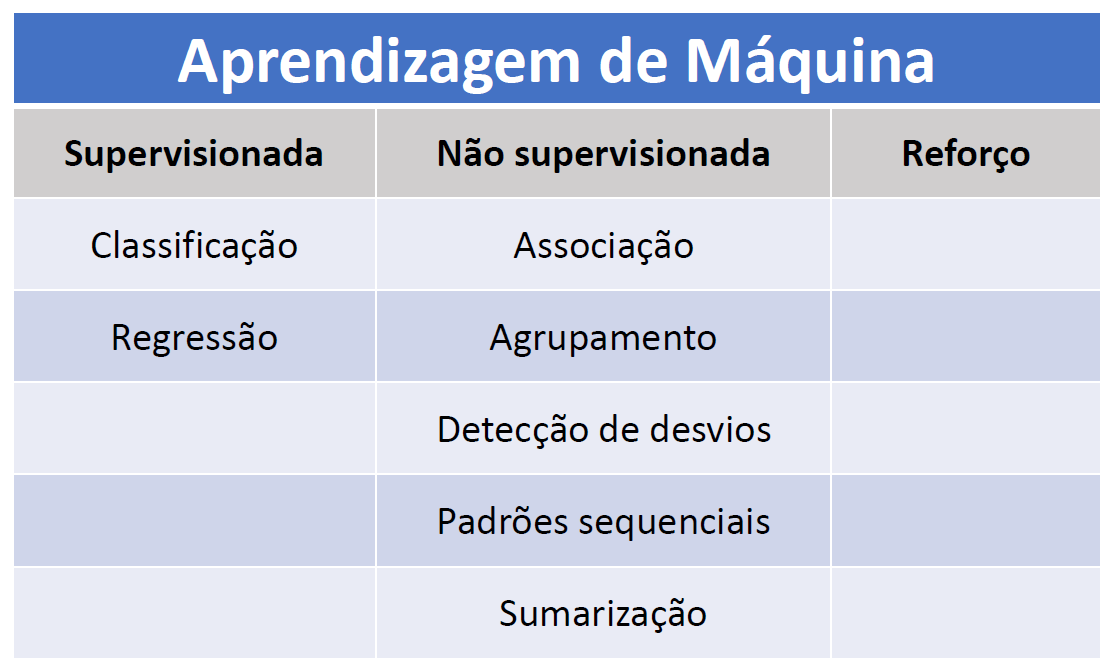 Aprendizagem de Máquina
Supervisionada Não supervisionada Reforço
Classificação Associação
Regressão Agrupamento
Detecção de desvios
Padrões sequenciais
Sumarização